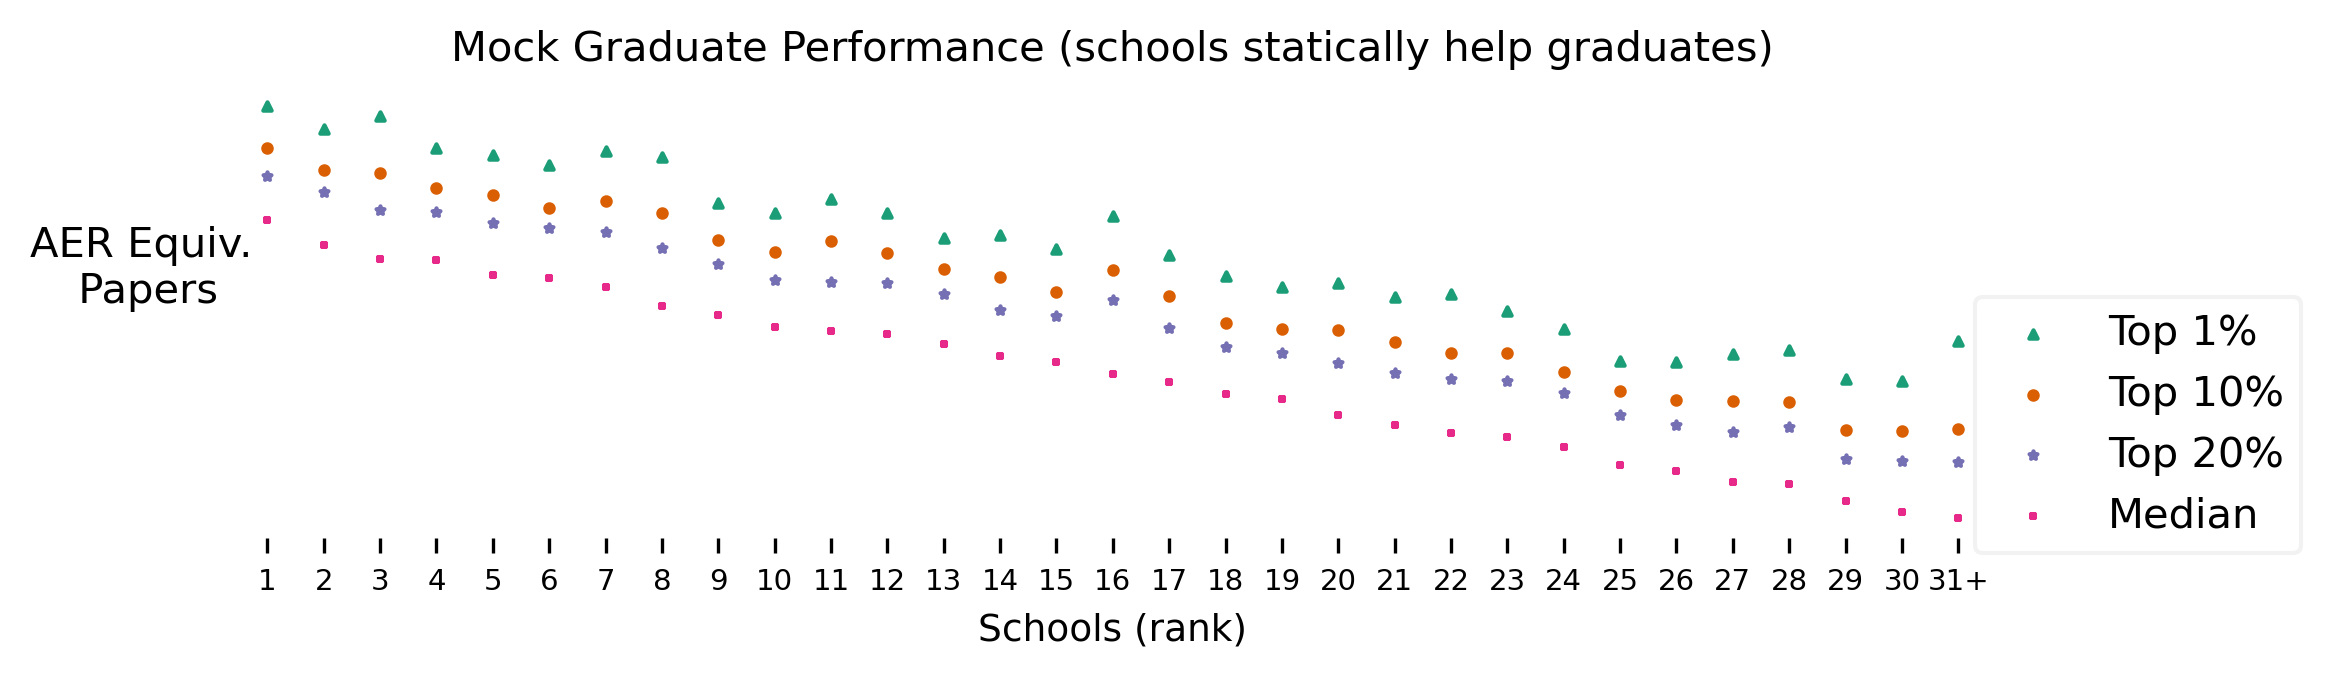 Mock Graduate Performance (schools statically help graduates)
AER Equiv.
Papers
Top 1%
Top 10%
Top 20%
Median
1 2 3 4 5 6 7 8 9 10 11 12 13 14 15 16 17 18 19 20 21 22 23 24 25 26 27 28 29 30 31+
Schools (rank)